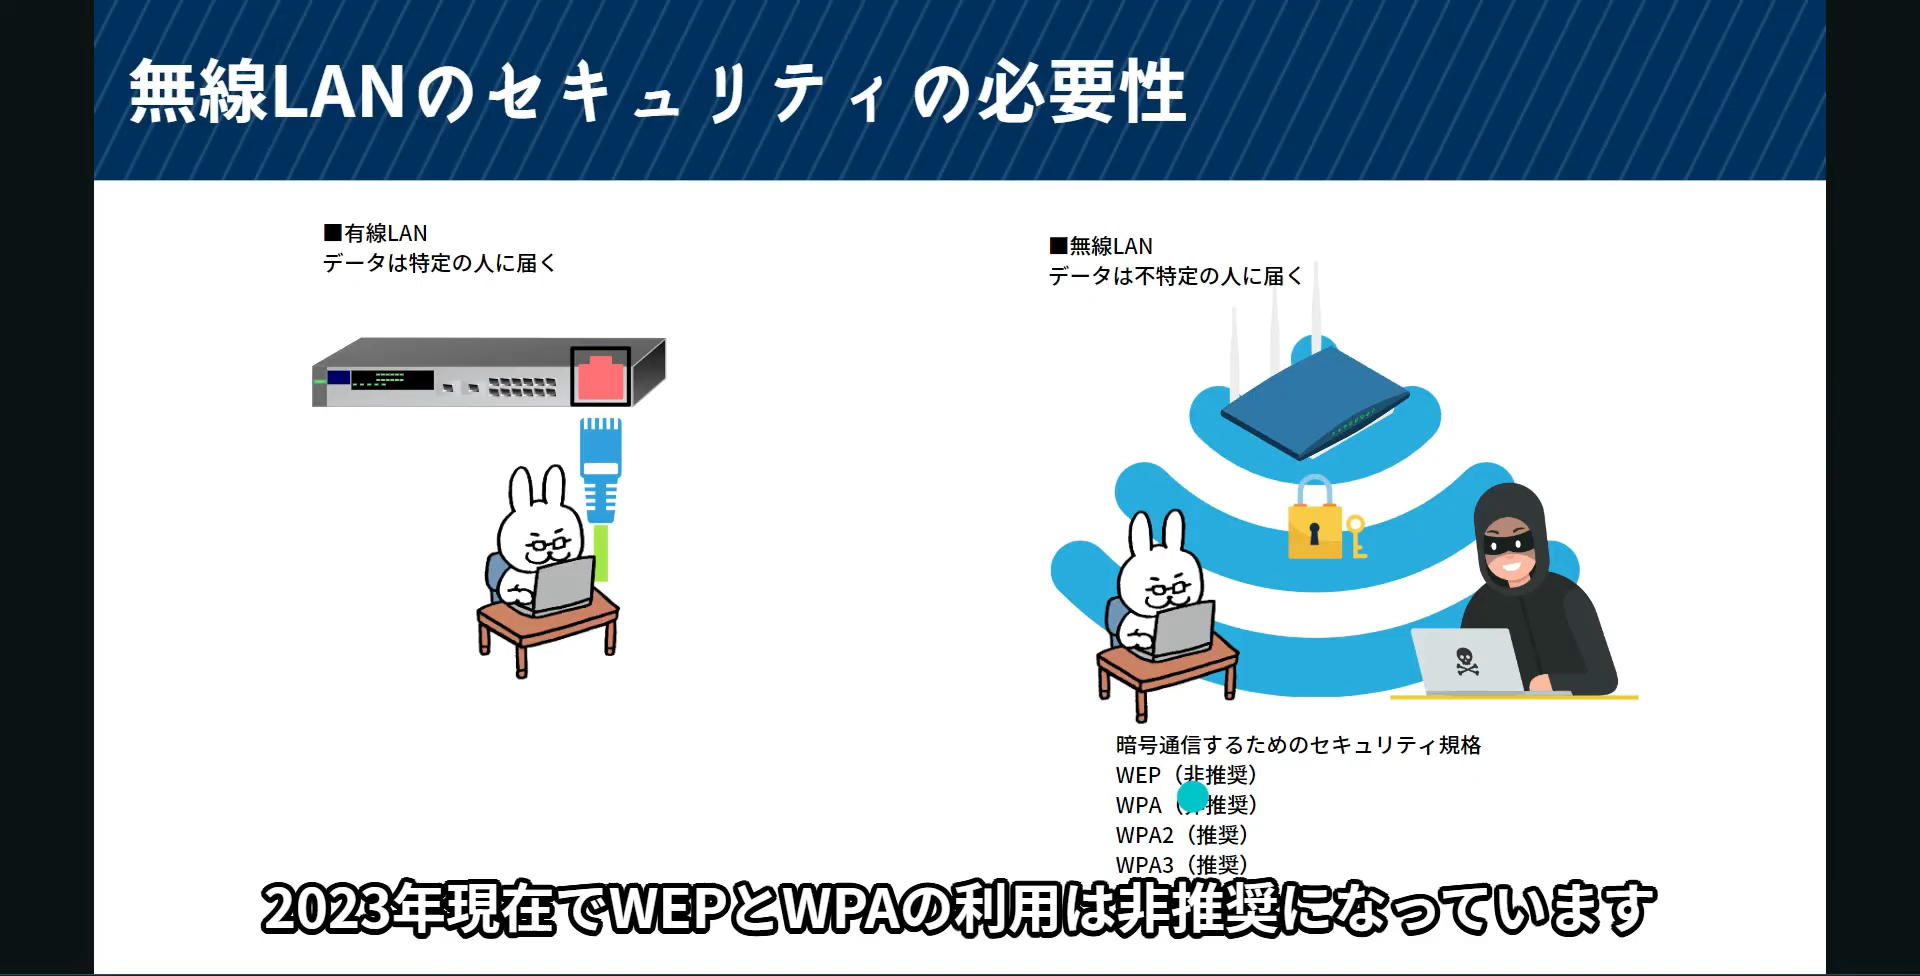 無線LANのセキュリティの必要性
■有線LAN
データは特定の人に届く
■無線LAN
データは不特定の人に届く
暗号通信するためのセキュリティ規格
WEP（非推奨）
WPA（非推奨）
WPA2（推奨）
WPA3（推奨）
2023年現在でWEPとWPAの利用は非推奨になっています